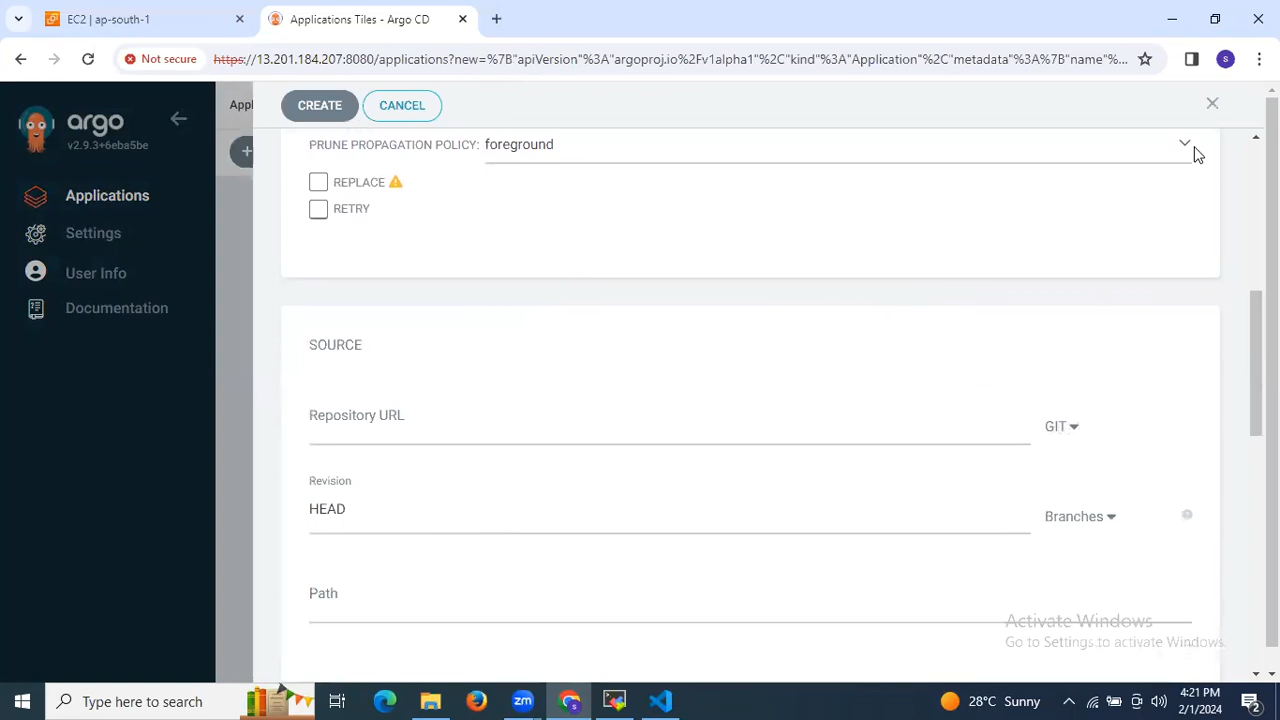 EC2 | ap-south-1
Applications Tiles - Argo CD
Not secure
https://13.201.184.207:8080/applications?new=%7B"apiVersion"%3A"argoproj.io%2Fv1alpha1"%2C"kind"%3A"Application"%2C"metadata"%3A%7B"name"%...
s
argo
v2.9.3+6eba5be
Applications
Settings
User Info
Documentation
Appl
CREATE
CANCEL
PRUNE PROPAGATION POLICY: foreground
REPLACE
RETRY
SOURCE
Repository URL
GIT
Revision
HEAD
Branches
Path
Activate Windows
Go to Settings to activate Windows.
Type here to search
zm
28°C Sunny
4:21 PM
2/1/2024
2